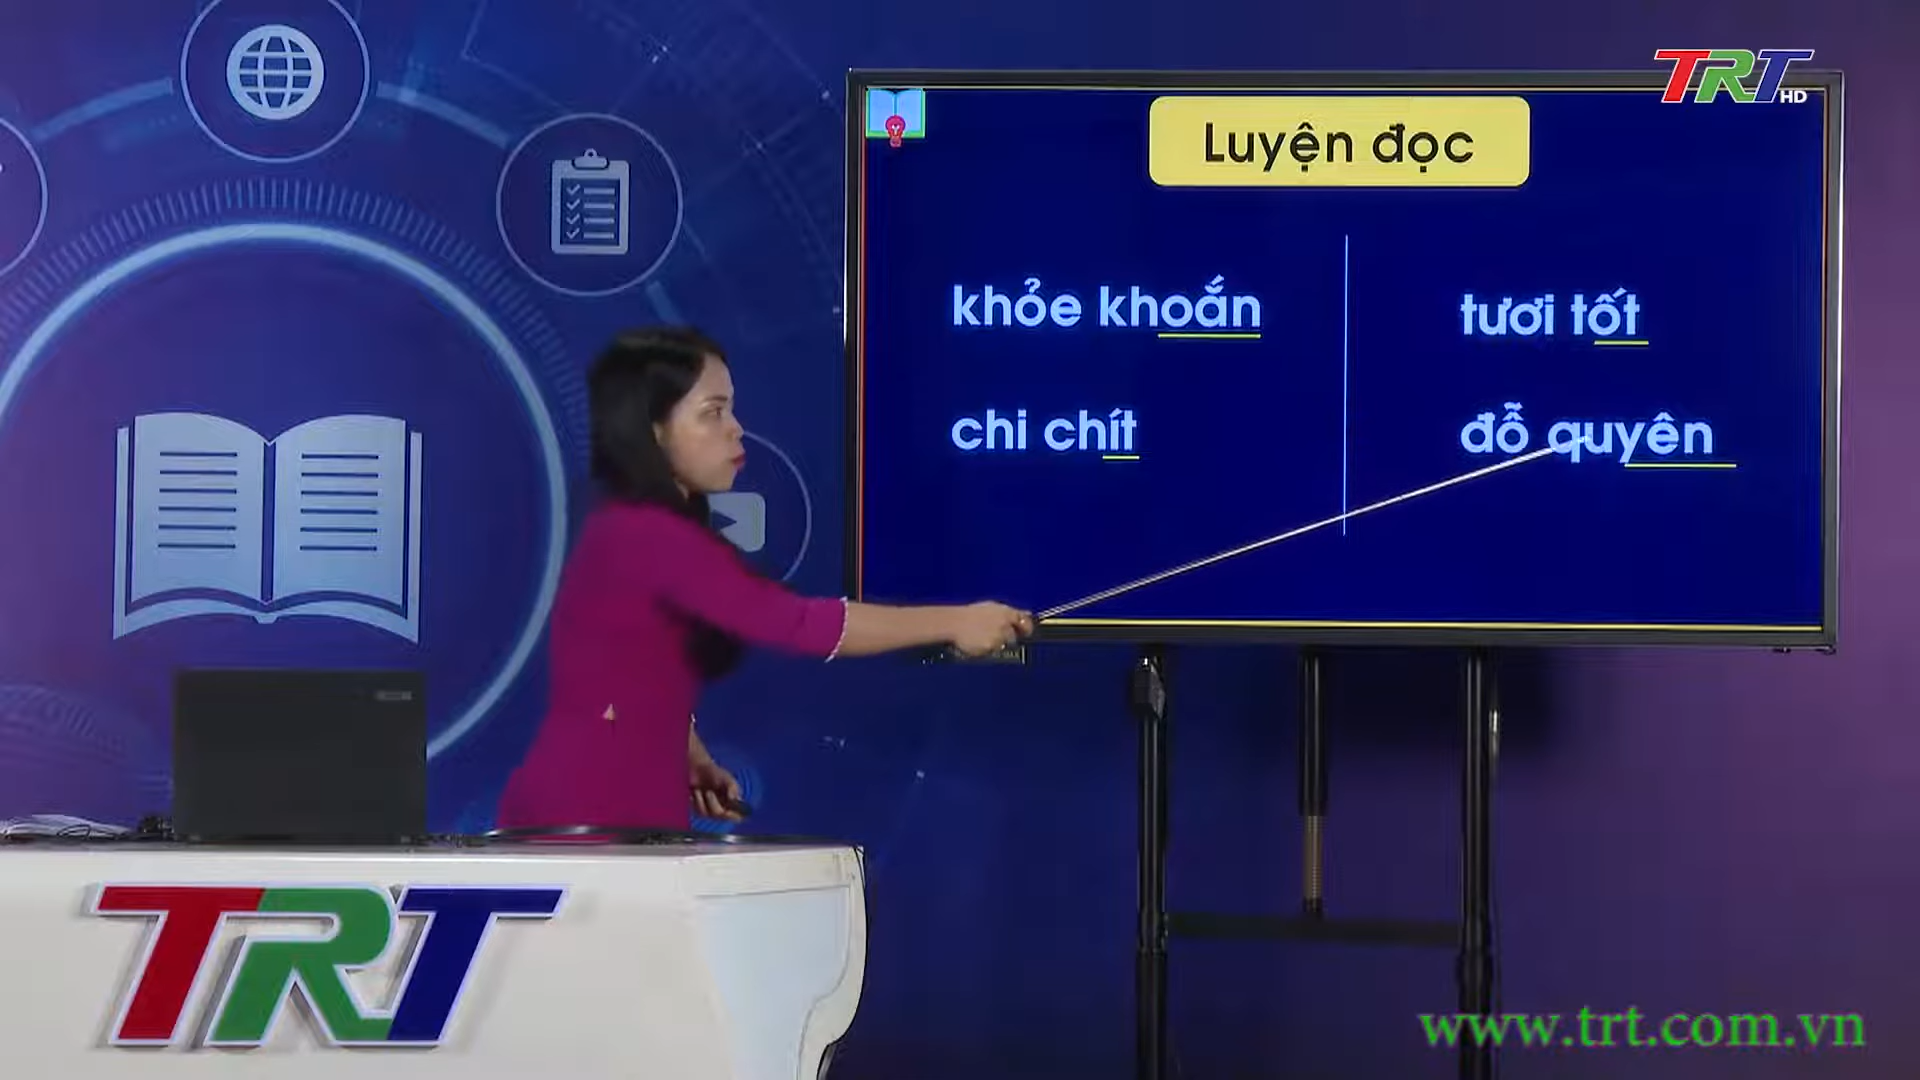 TRT HD
Luyện đọc
khỏe khoắn
chi chít
tươi tốt
đỗ quyên
TRT
www.trt.com.vn